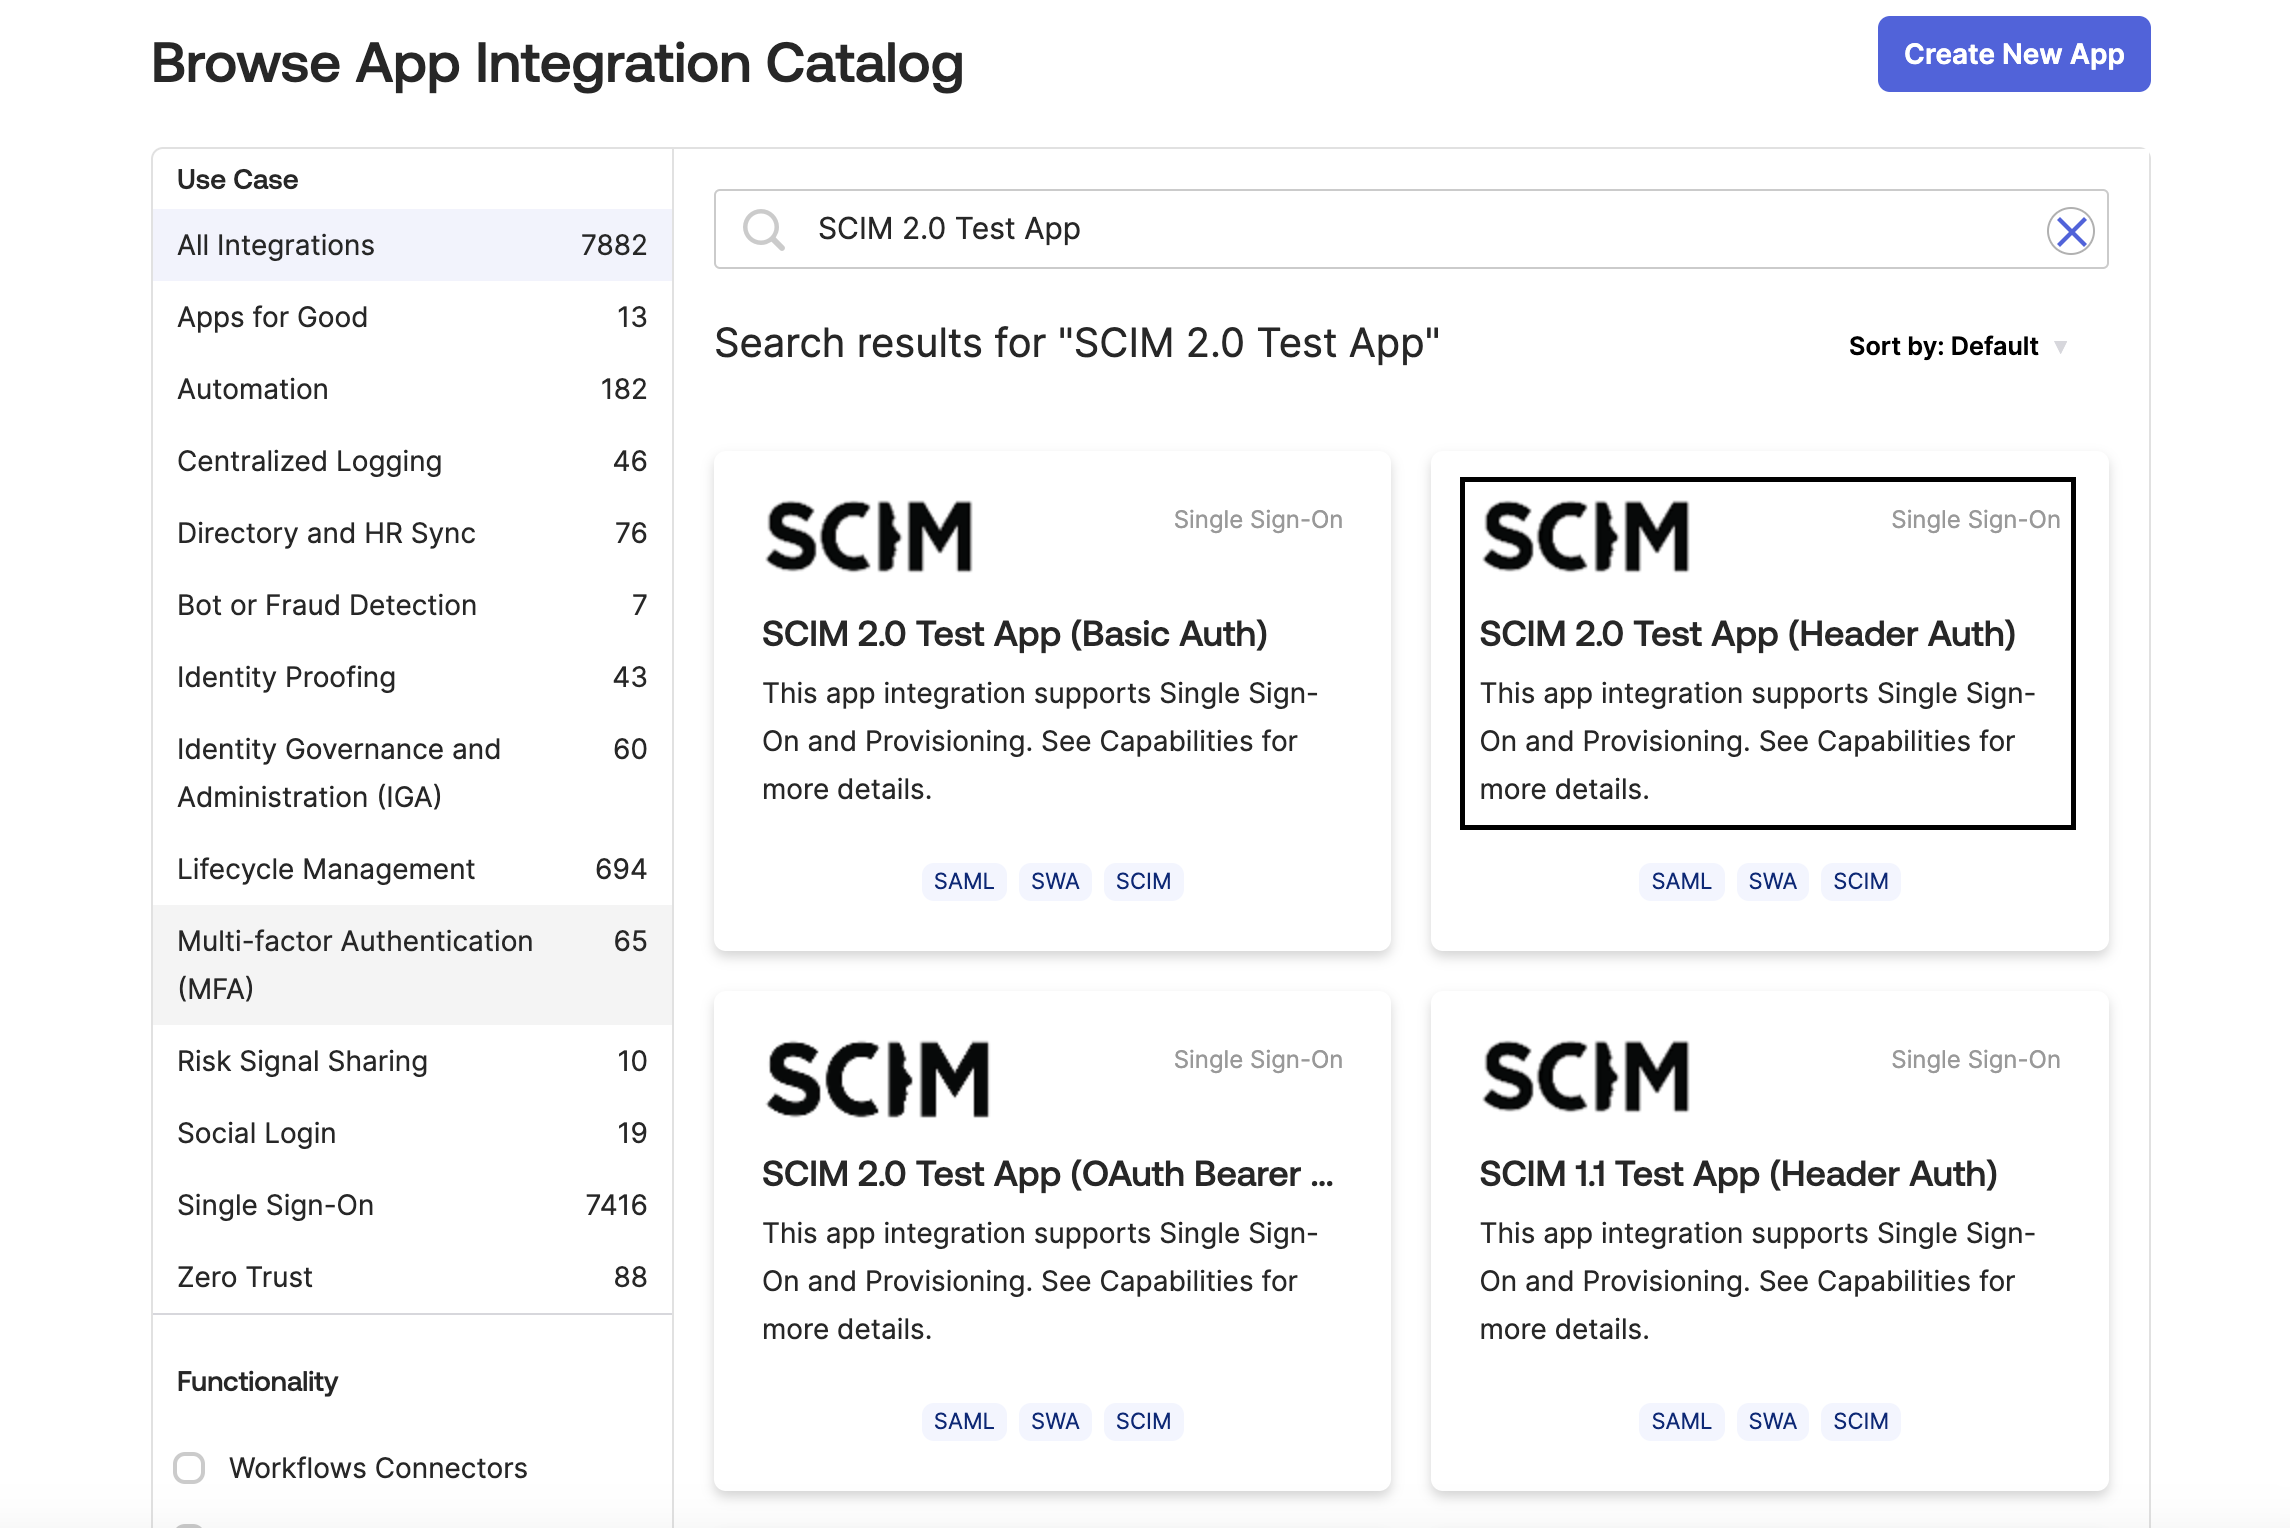 Browse App Integration Catalog
Create New App
Use Case
All Integrations 7882
Apps for Good 13
Automation 182
Centralized Logging 46
Directory and HR Sync 76
Bot or Fraud Detection 7
Identity Proofing 43
Identity Governance and 60
Administration (IGA)
Lifecycle Management 694
Multi-factor Authentication 65
(MFA)
Risk Signal Sharing 10
Social Login 19
Single Sign-On 7416
Zero Trust 88
Functionality
Workflows Connectors
SCIM 2.0 Test App
Search results for "SCIM 2.0 Test App"
Sort by: Default
SCIM
Single Sign-On
SCIM 2.0 Test App (Basic Auth)
This app integration supports Single Sign-
On and Provisioning. See Capabilities for
more details.
SAML SWA SCIM
SCIM
Single Sign-On
SCIM 2.0 Test App (Header Auth)
This app integration supports Single Sign-
On and Provisioning. See Capabilities for
more details.
SAML SWA SCIM
SCIM
Single Sign-On
SCIM 2.0 Test App (OAuth Bearer ...
This app integration supports Single Sign-
On and Provisioning. See Capabilities for
more details.
SAML SWA SCIM
SCIM
Single Sign-On
SCIM 1.1 Test App (Header Auth)
This app integration supports Single Sign-
On and Provisioning. See Capabilities for
more details.
SAML SWA SCIM